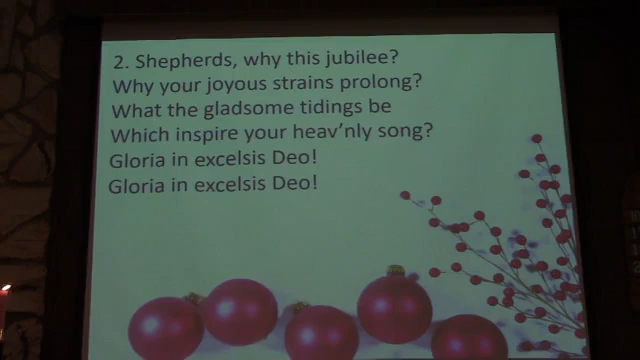 2. Shepherds, why this jubilee?
Why your joyous strains prolong?
What the gladsome tidings be
Which inspire your heav'nly song?
Gloria in excelsis Deo!
Gloria in excelsis Deo!